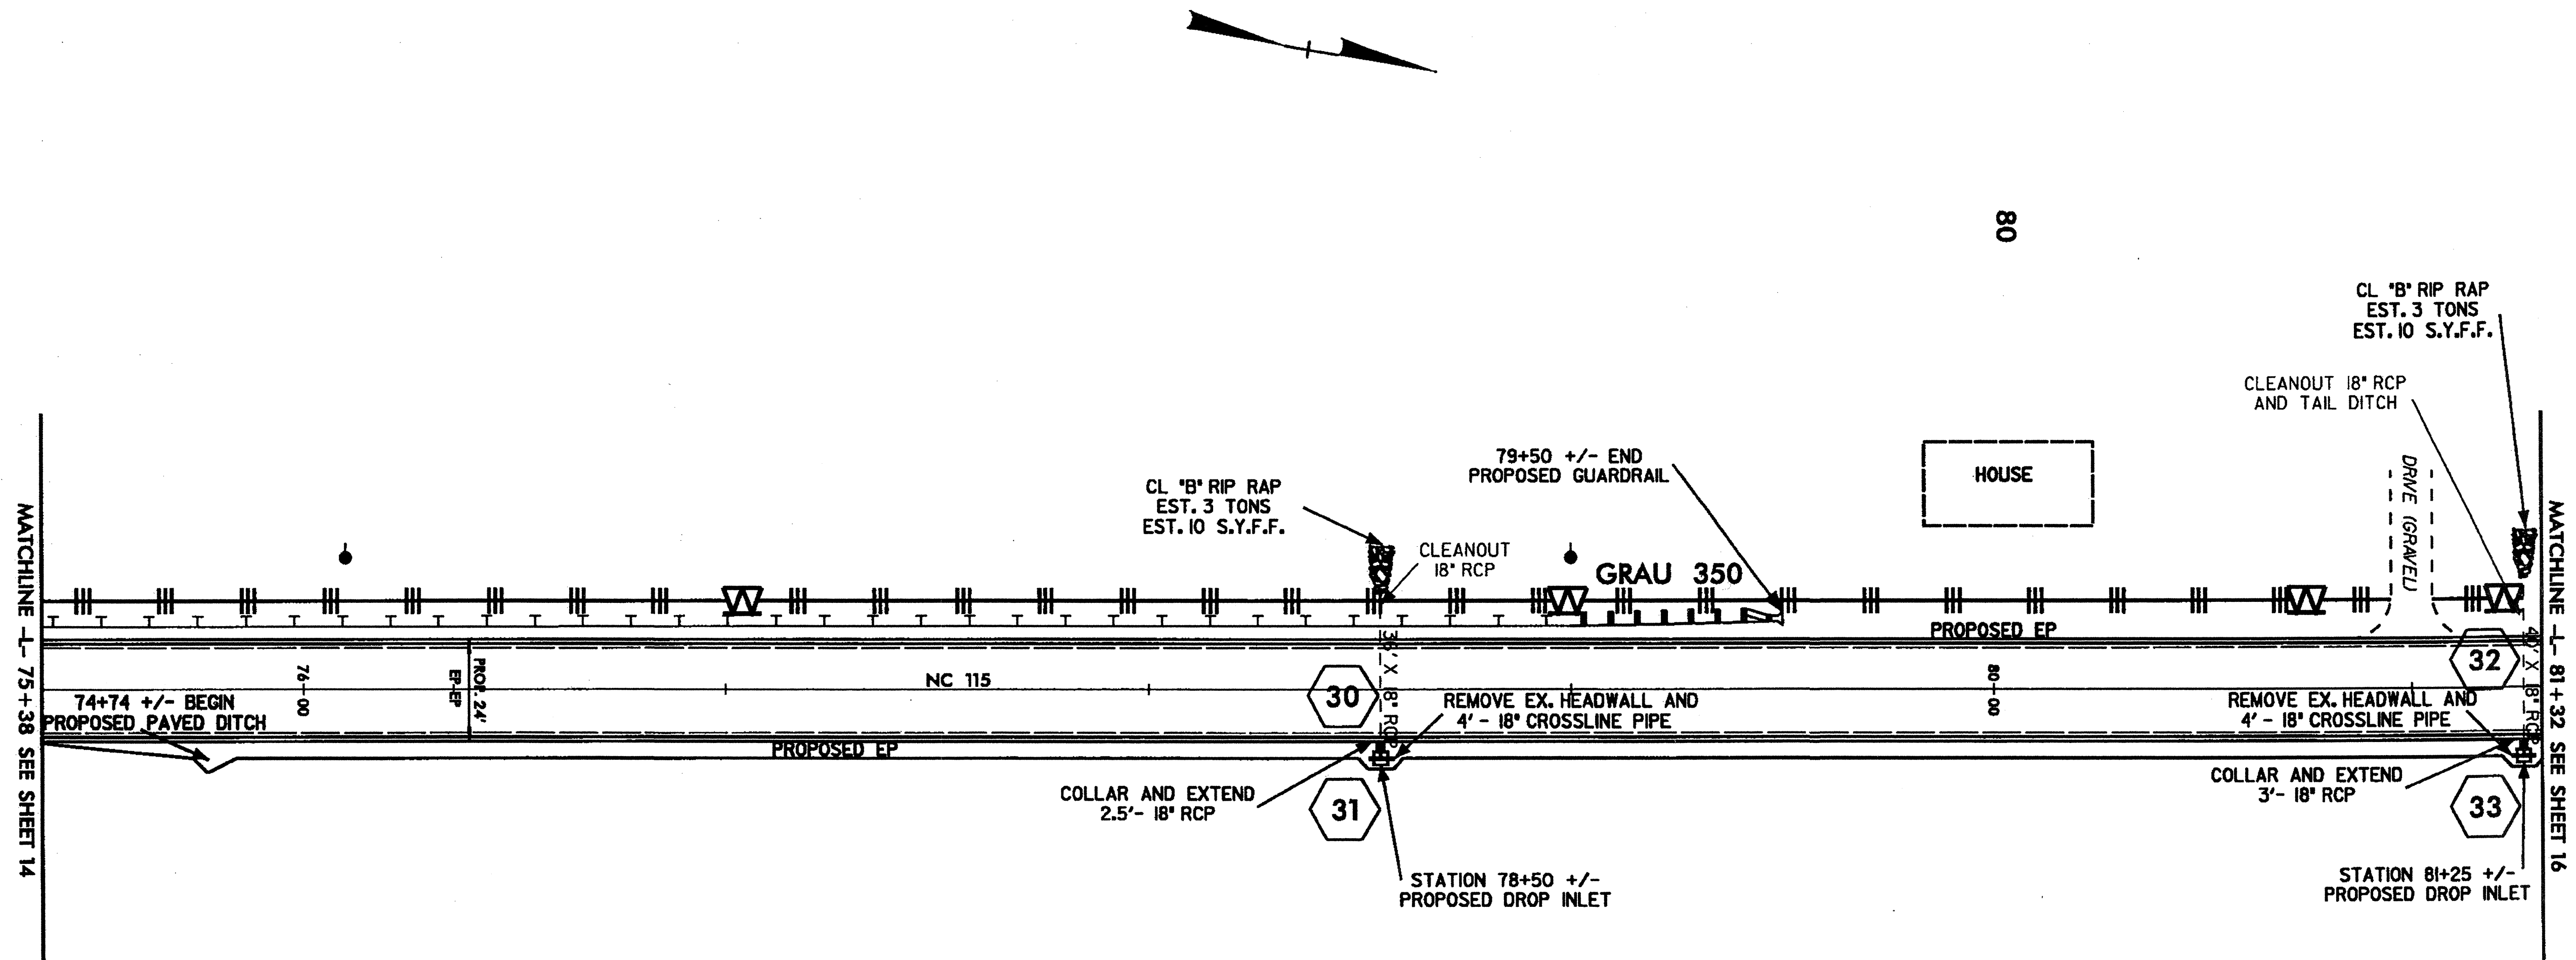 80
CL "B" RIP RAP
EST. 3 TONS
EST. 10 S.Y.F.F.
CLEANOUT 18" RCP
AND TAIL DITCH
79+50 +/- END
PROPOSED GUARDRAIL
HOUSE
DRIVE (GRAVEL)
CL "B" RIP RAP
EST. 3 TONS
EST. 10 S.Y.F.F.
CLEANOUT
18" RCP
GRAU 350
PROPOSED EP
MATCHLINE -L- 75+38 SEE SHEET 14
MATCHLINE -L- 81+32 SEE SHEET 16
76+00
PROP. 24'
EP-EP
NC 115
30
X 18" RCP
80+00
32
40' X 18" RCP
74+74 +/- BEGIN
PROPOSED PAVED DITCH
REMOVE EX. HEADWALL AND
4' - 18" CROSSLINE PIPE
REMOVE EX. HEADWALL AND
4' - 18" CROSSLINE PIPE
PROPOSED EP
COLLAR AND EXTEND
2.5'- 18" RCP
31
COLLAR AND EXTEND
3'- 18" RCP
33
STATION 78+50 +/-
PROPOSED DROP INLET
STATION 81+25 +/-
PROPOSED DROP INLET